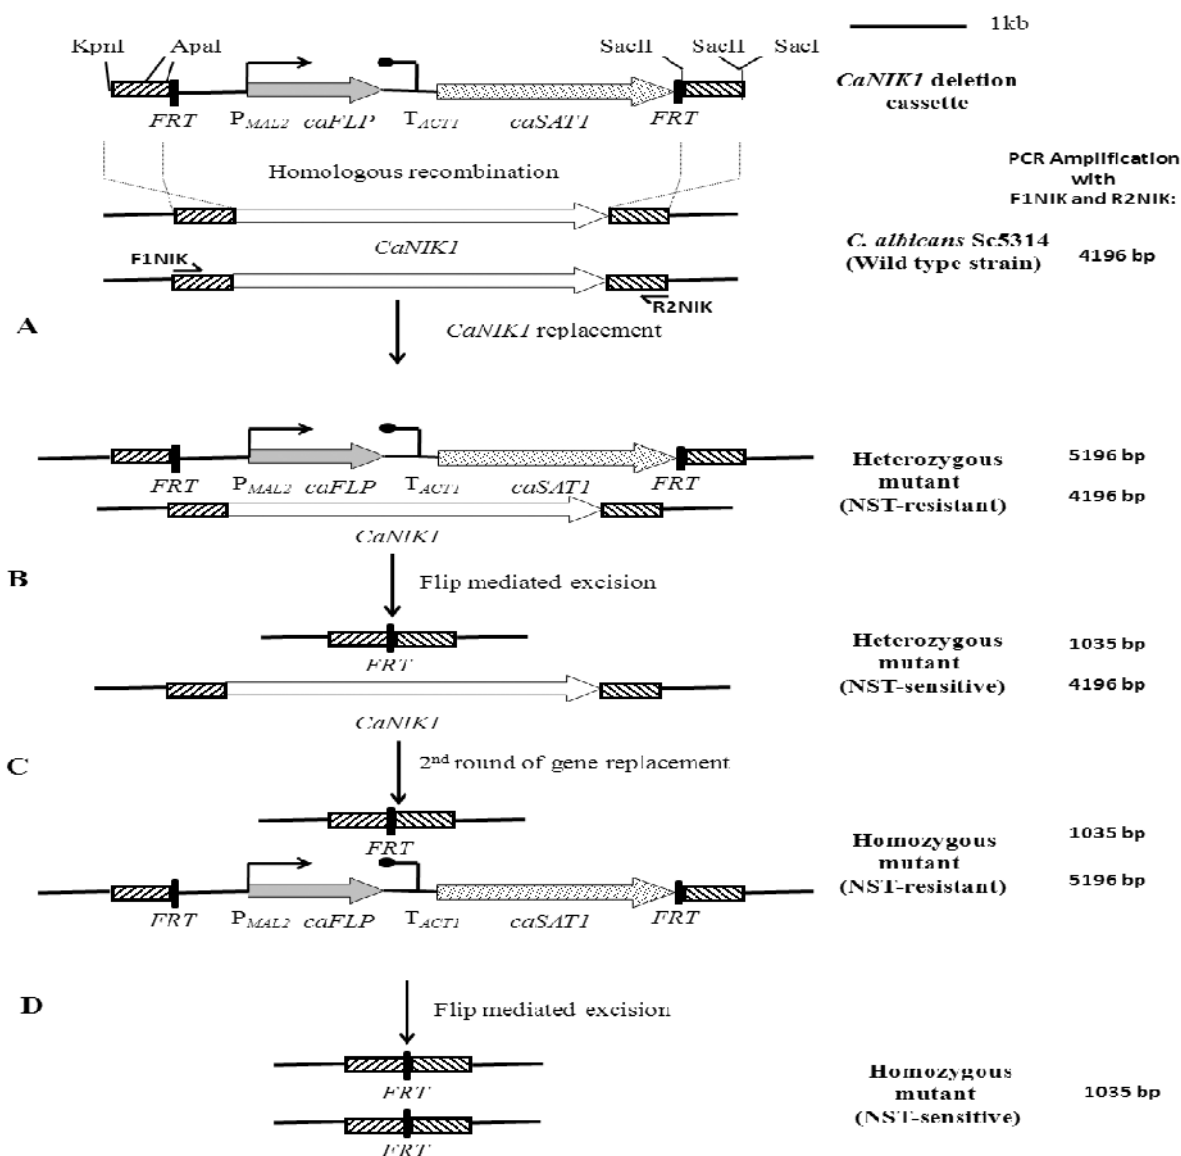 1kb
KpnI ApaI SacII SacII SacI
CaNIK1 deletion
cassette
FRT PMAL2 caFLP TACT1 caSAT1 FRT
Homologous recombination
PCR Amplification
with
F1NIK and R2NIK:
CaNIK1
C. albicans Sc5314
(Wild type strain)
4196 bp
F1NIK
R2NIK
A
CaNIK1 replacement
FRT PMAL2 caFLP TACT1 caSAT1 FRT
CaNIK1
Heterozygous
mutant
(NST-resistant)
5196 bp
4196 bp
B
Flip mediated excision
FRT
CaNIK1
Heterozygous
mutant
(NST-sensitive)
1035 bp
4196 bp
C
2nd round of gene replacement
FRT
FRT PMAL2 caFLP TACT1 caSAT1 FRT
Homozygous
mutant
(NST-resistant)
1035 bp
5196 bp
D
Flip mediated excision
FRT
FRT
Homozygous
mutant
(NST-sensitive)
1035 bp